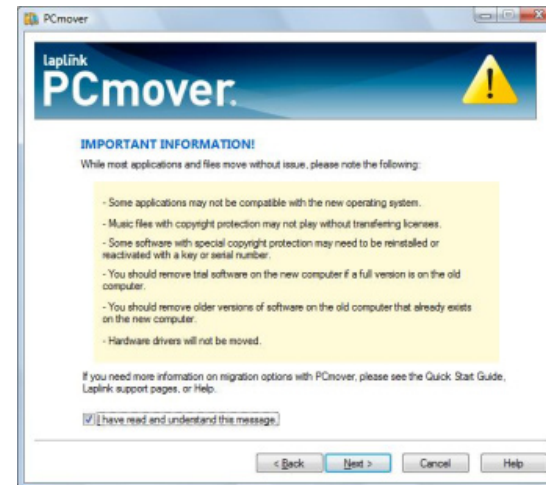 PCmover
Laplink
PCmover.
IMPORTANT INFORMATION!
While most applications and files move without issue, please note the following:
- Some applications may not be compatible with the new operating system.
- Music files with copyright protection may not play without transferring licenses.
- Some software with special copyright protection may need to be reinstalled or
reactivated with a key or serial number.
- You should remove trial software on the new computer if a full version is on the old
computer.
- You should remove older versions of software on the old computer that already exists
on the new computer.
- Hardware drivers will not be moved.
If you need more information on migration options with PCmover, please see the Quick Start Guide,
Laplink support pages, or Help.
I have read and understand this message.
< Back Next > Cancel Help